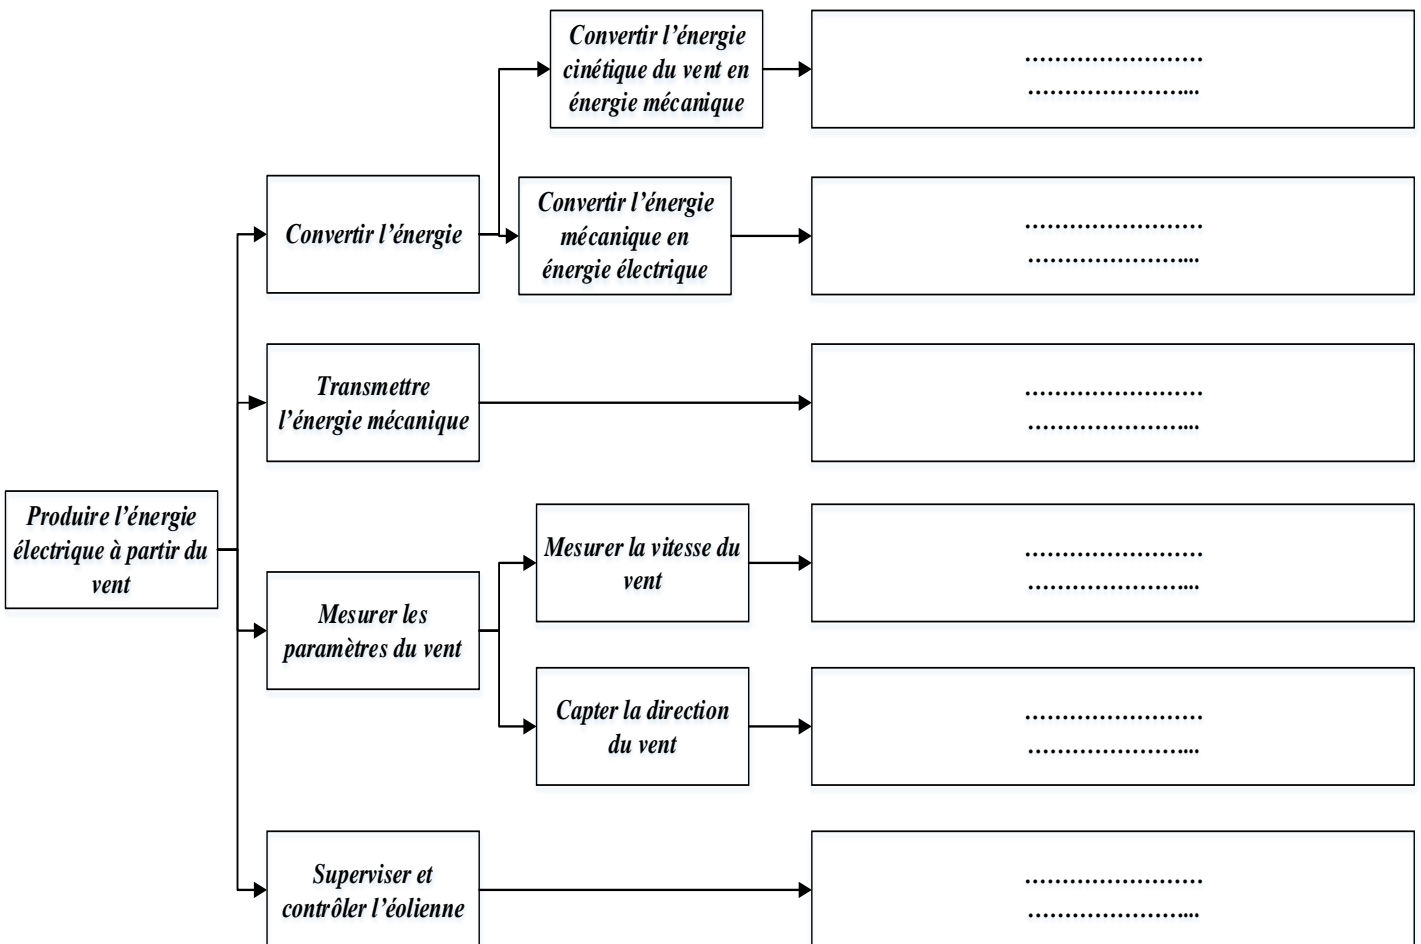 Convertir l’énergie
cinétique du vent en
énergie mécanique
........................
.......................
Convertir l’énergie
Convertir l’énergie
mécanique en
énergie électrique
........................
.......................
Transmettre
l’énergie mécanique
........................
.......................
Produire l’énergie
électrique à partir du
vent
Mesurer les
paramètres du vent
Mesurer la vitesse du
vent
........................
.......................
Capter la direction
du vent
........................
.......................
Superviser et
contrôler l’éolienne
........................
.......................